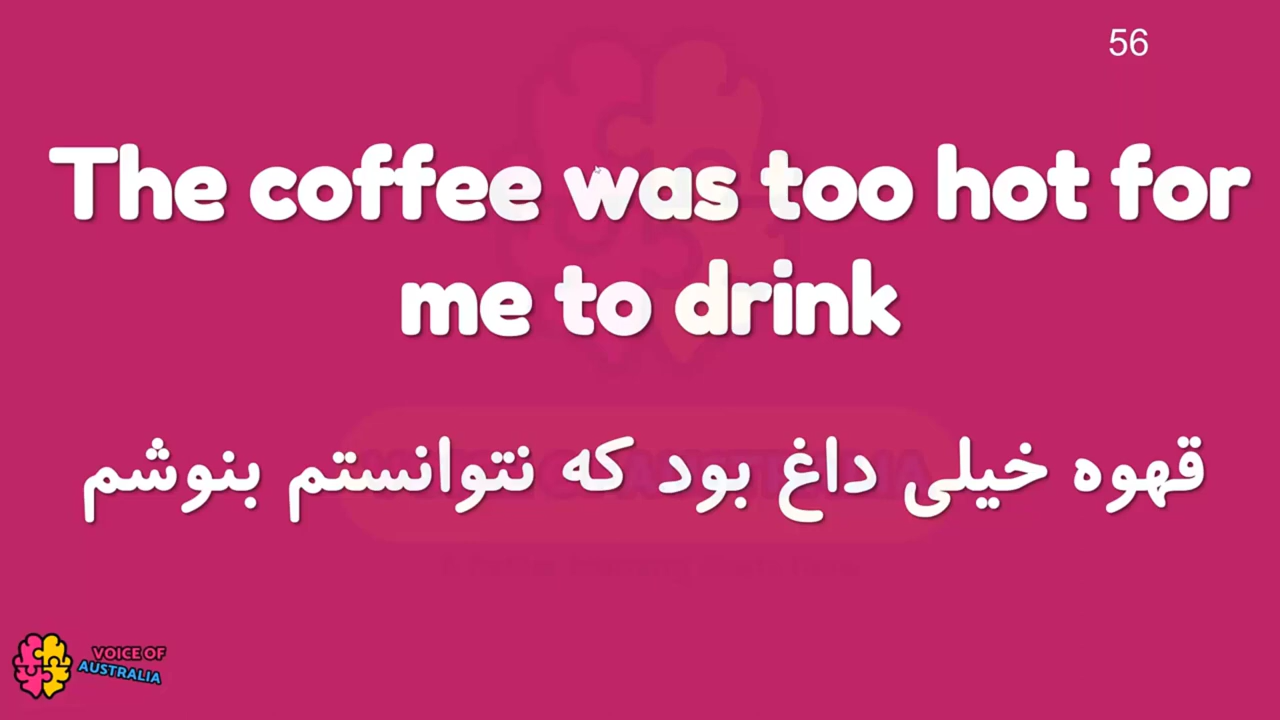 56
The coffee was too hot for
me to drink
قهوه خیلی داغ بود که نتوانستم بنوشم
VOICE OF
AUSTRALIA